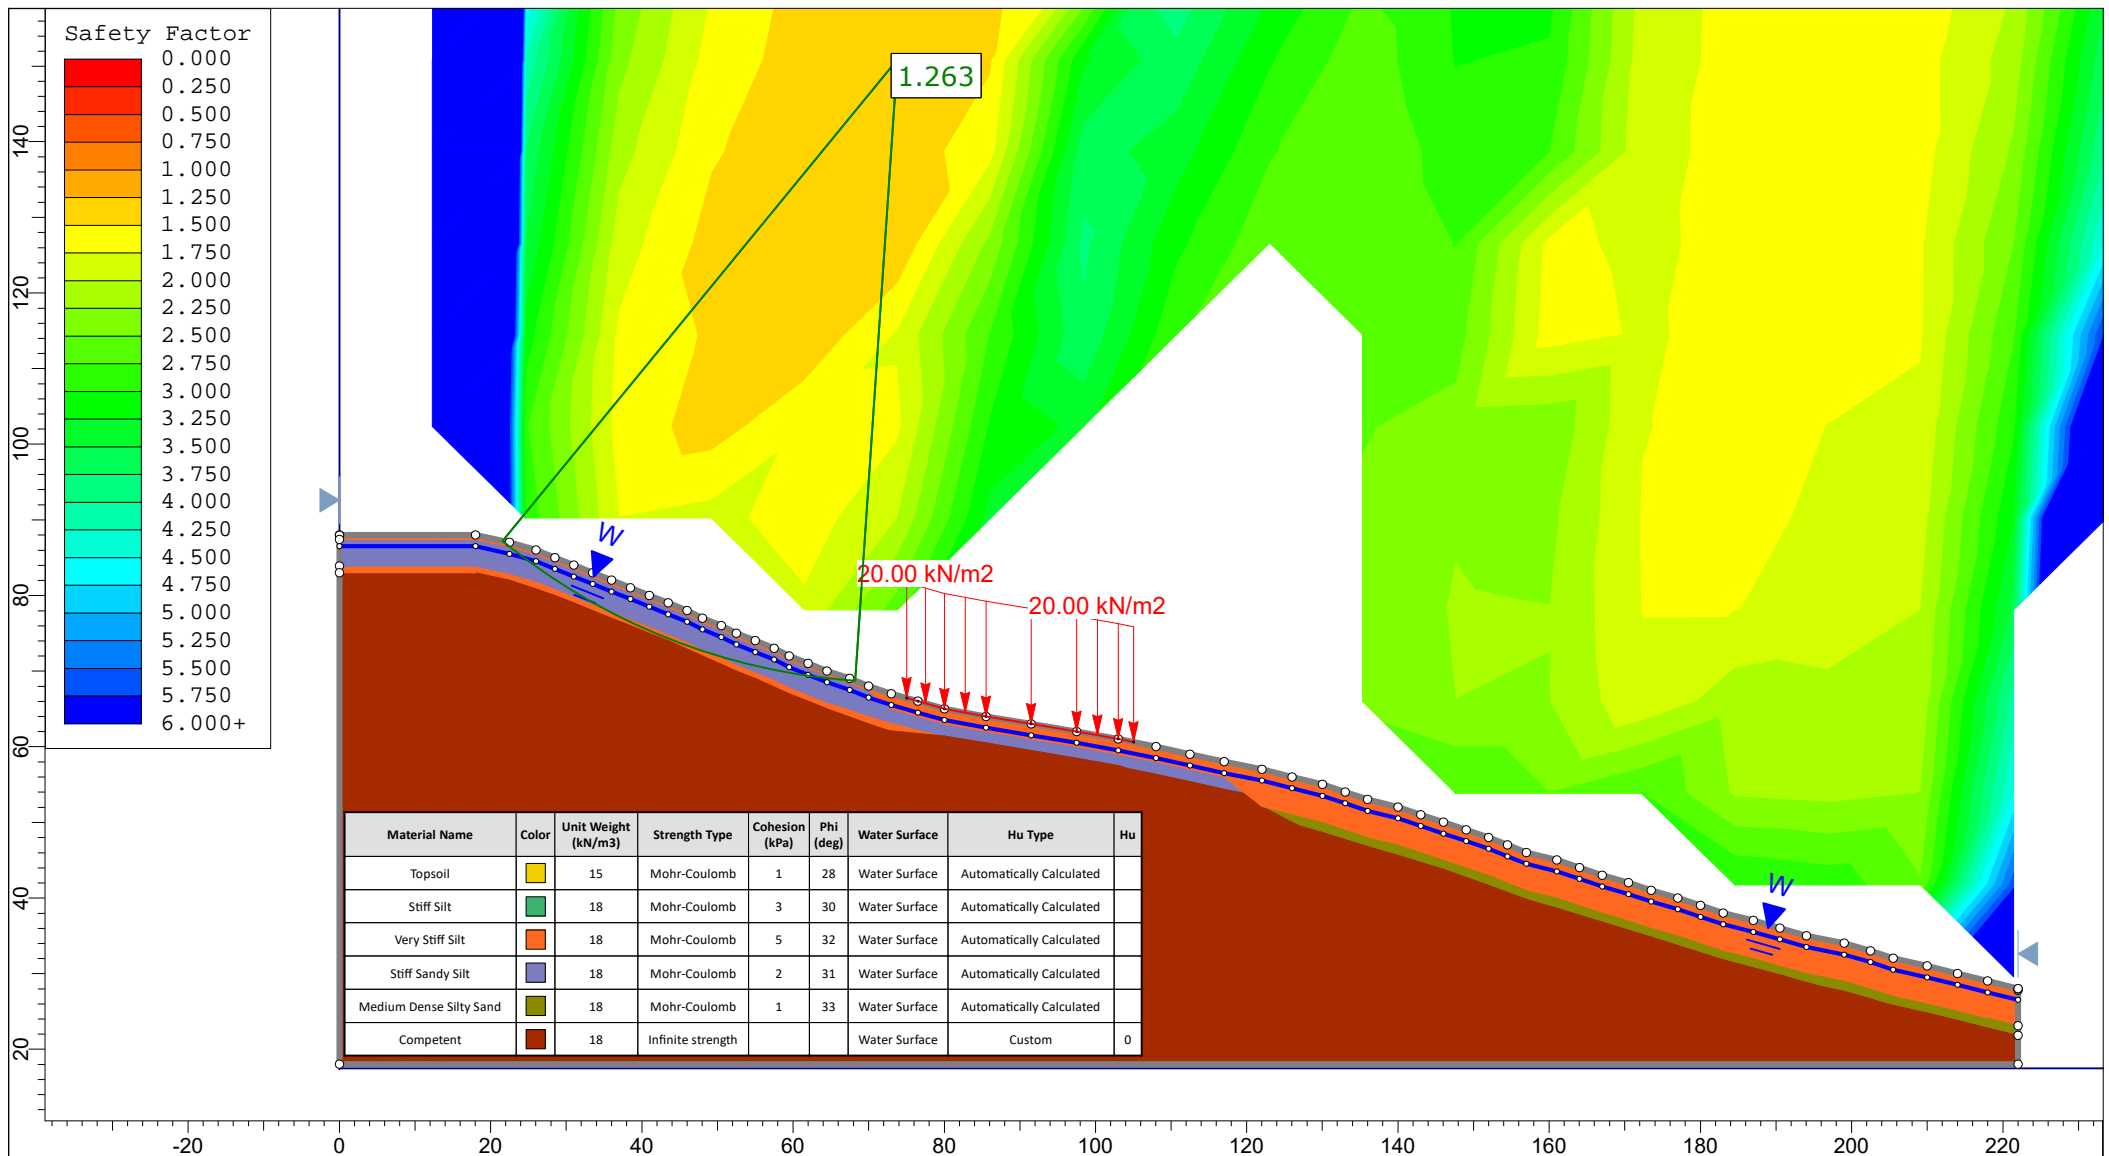 Safety Factor
0.000
0.250
0.500
0.750
1.000
1.250
1.500
1.750
2.000
2.250
2.500
2.750
3.000
3.250
3.500
3.750
4.000
4.250
4.500
4.750
5.000
5.250
5.500
5.750
6.000+
1.263
W
20.00 kN/m2
20.00 kN/m2
W
Material Name Color Unit Weight (kN/m3) Strength Type Cohesion (kPa) Phi (deg) Water Surface Hu Type Hu
Topsoil 15 Mohr-Coulomb 1 28 Water Surface Automatically Calculated
Stiff Silt 18 Mohr-Coulomb 3 30 Water Surface Automatically Calculated
Very Stiff Silt 18 Mohr-Coulomb 5 32 Water Surface Automatically Calculated
Stiff Sandy Silt 18 Mohr-Coulomb 2 31 Water Surface Automatically Calculated
Medium Dense Silty Sand 18 Mohr-Coulomb 1 33 Water Surface Automatically Calculated
Competent 18 Infinite strength Water Surface Custom 0
140
120
100
80
60
40
20
-20 0 20 40 60 80 100 120 140 160 180 200 220